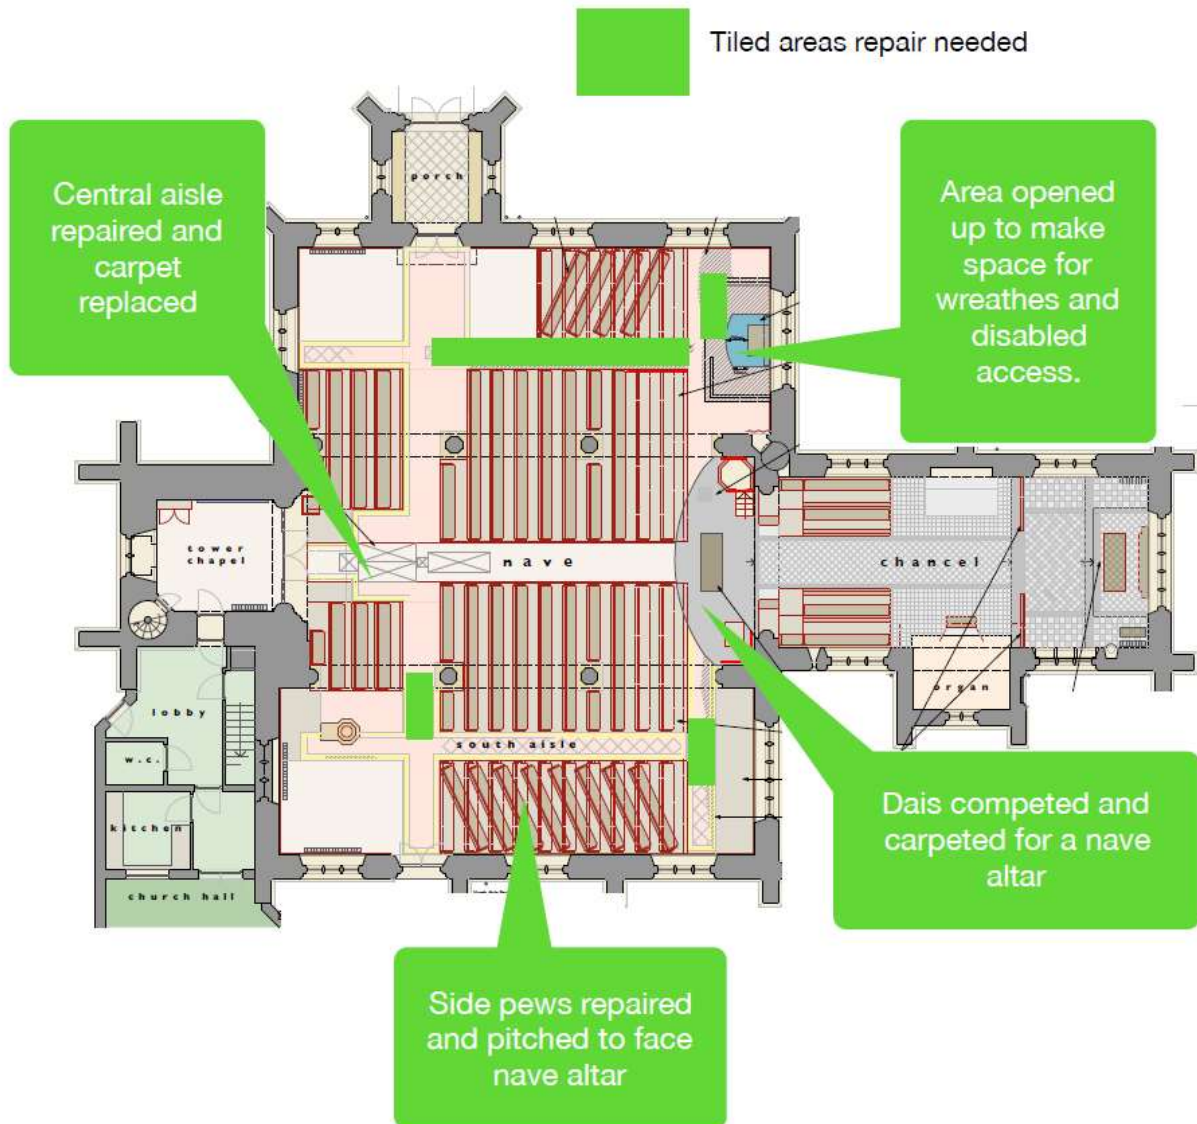 Tiled areas repair needed
Central aisle
repaired and
carpet
replaced
Area opened
up to make
space for
wreathes and
disabled
access.
porch
tower
chapel
nave
chancel
organ
lobby
w.c.
south aisle
kitchen
church hall
Dais competed and
carpeted for a nave
altar
Side pews repaired
and pitched to face
nave altar